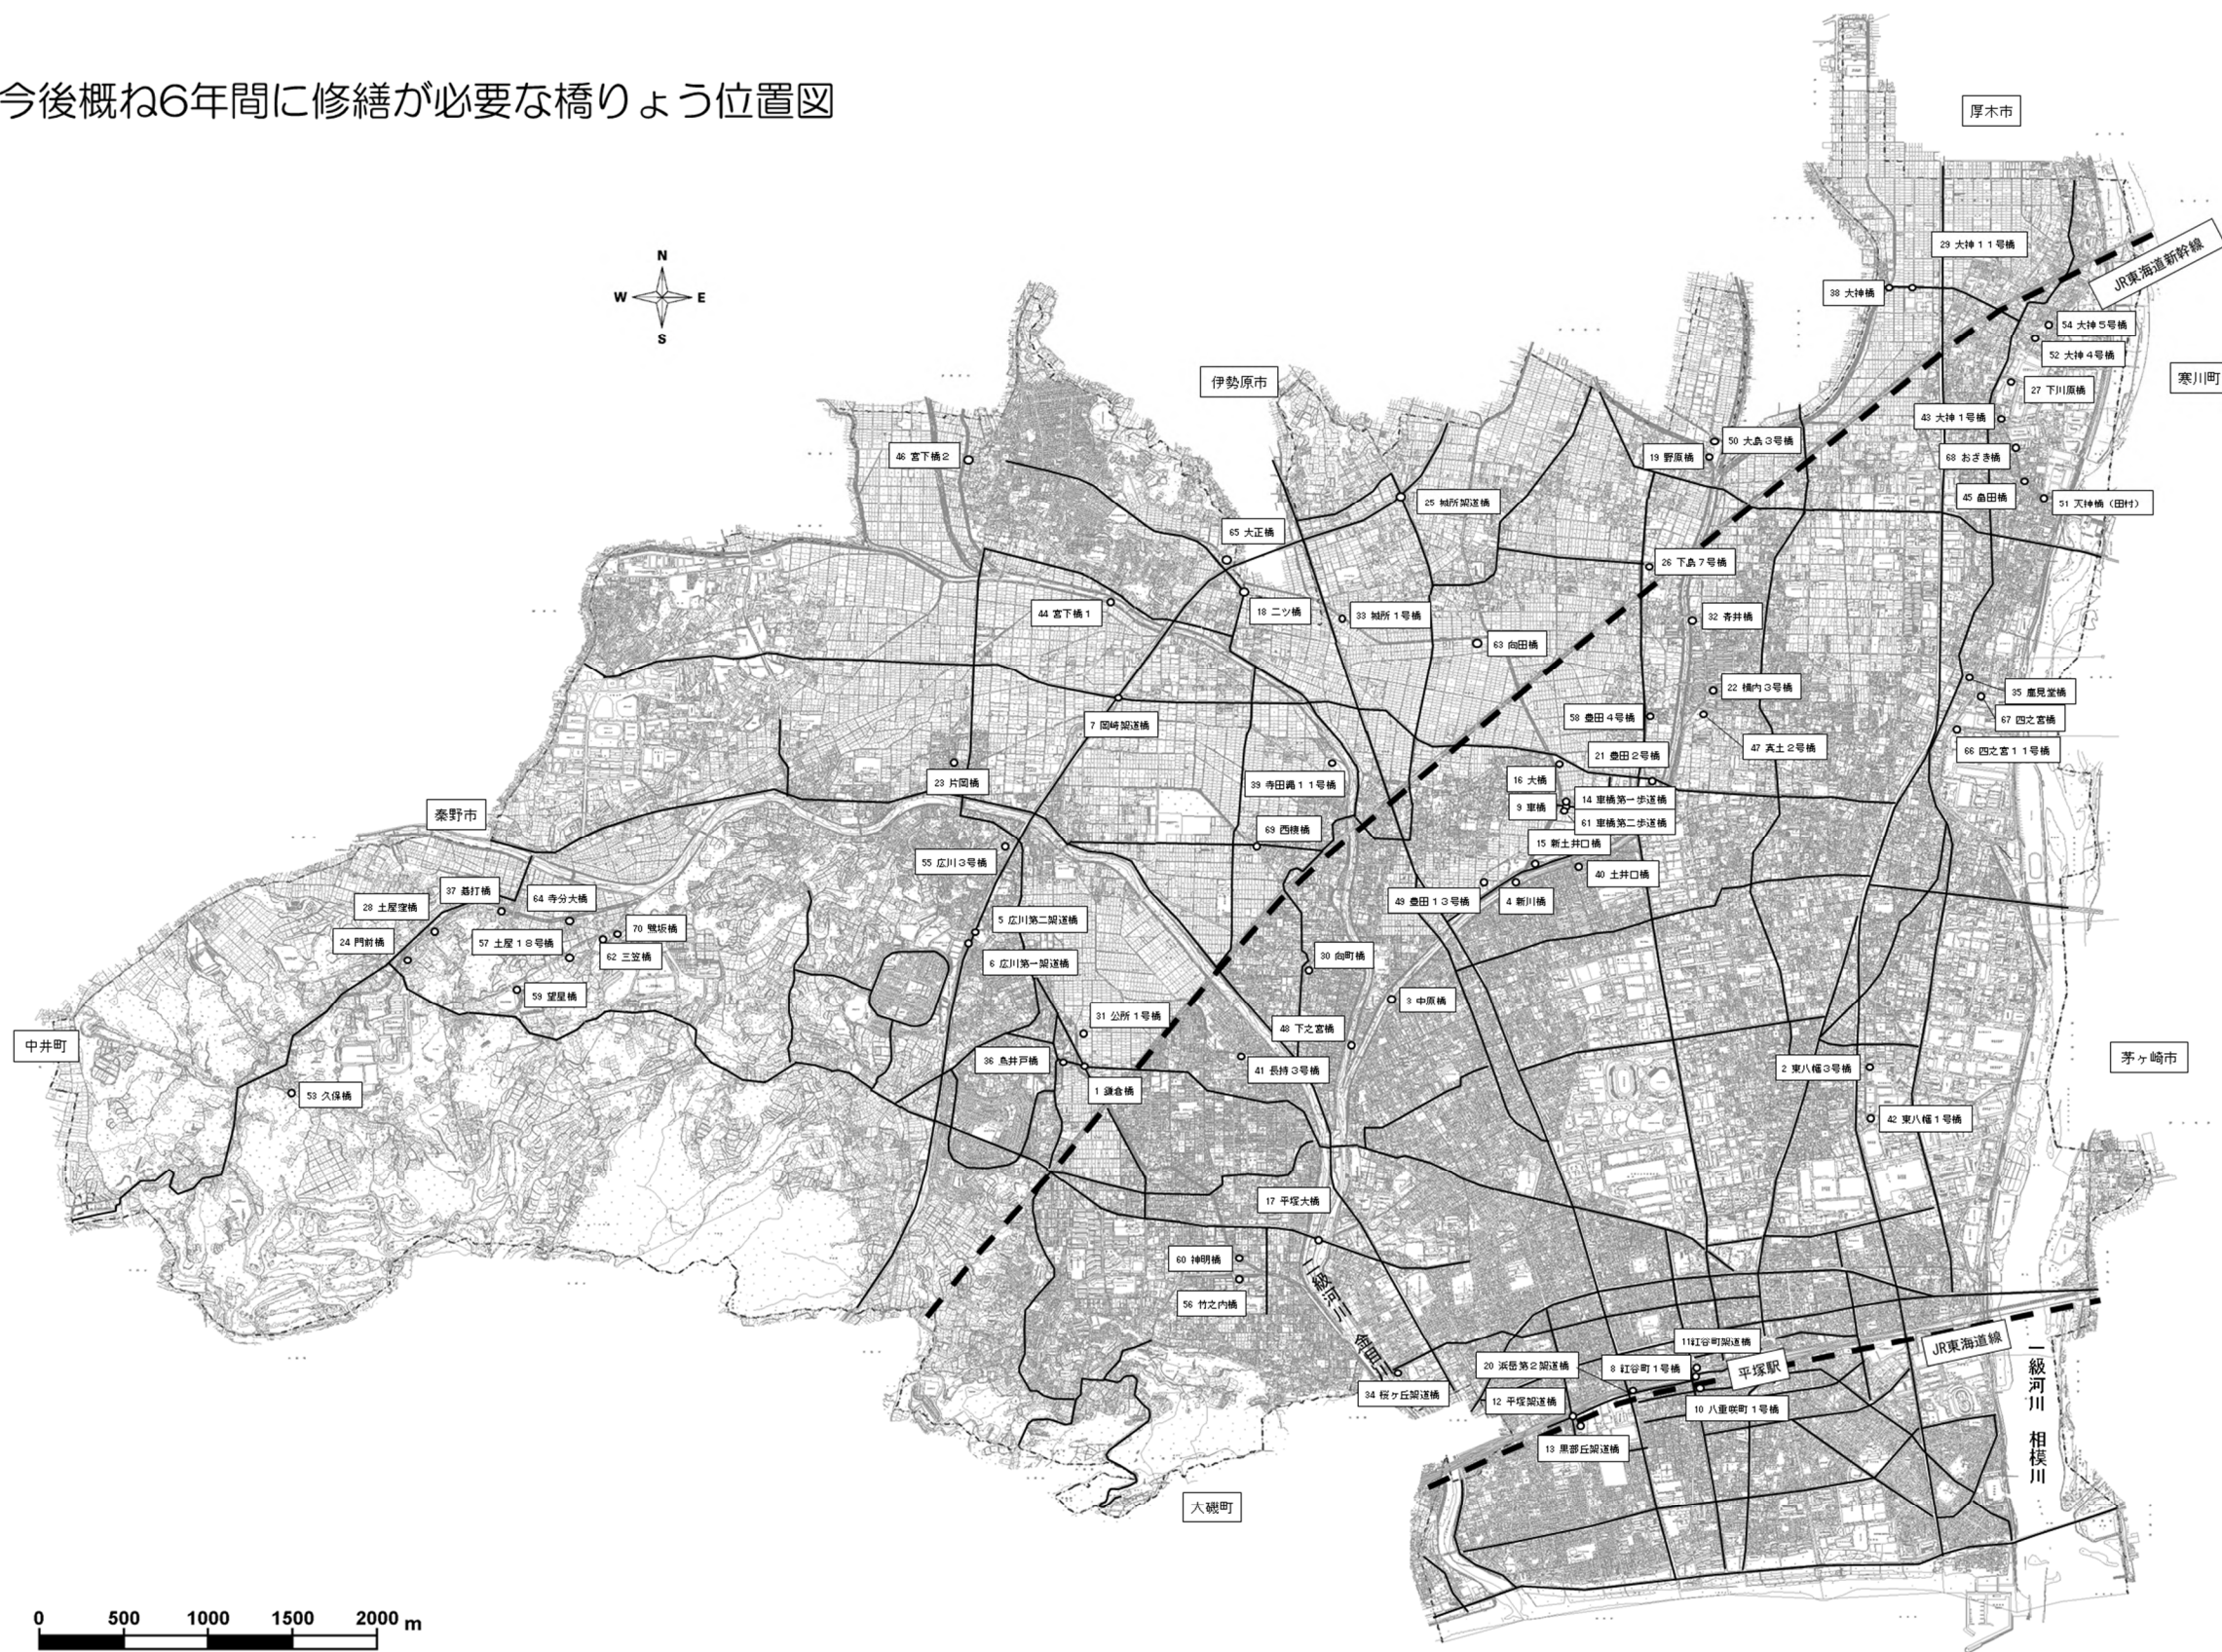 今後概ね6年間に修繕が必要な橋りょう位置図
厚木市
N
W E
S
29 大神11号橋
JR東海道新幹線
38 大神橋
54 大神5号橋
52 大神4号橋
伊勢原市
寒川町
27 下川原橋
43 大神1号橋
50 大島3号橋
19 野原橋
68 おざき橋
46 宮下橋2
45 畠田橋
51 天神橋(田村)
25 城所架道橋
65 大正橋
26 下島7号橋
44 宮下橋1
18 二ツ橋
33 城所1号橋
32 青井橋
63 向田橋
22 横内3号橋
35 鹿見堂橋
58 豊田4号橋
67 四之宮橋
7 岡崎架道橋
47 真土2号橋
66 四之宮11号橋
21 豊田2号橋
23 片岡橋
39 寺田縄11号橋
16 大橋
14 車橋第一歩道橋
9 車橋
秦野市
61 車橋第二歩道橋
69 西横橋
15 新土井口橋
55 広川3号橋
40 土井口橋
37 碁打橋
64 寺分大橋
49 豊田13号橋
4 新川橋
28 土屋窪橋
5 広川第二架道橋
70 鷺坂橋
24 門前橋
57 土屋18号橋
62 三笠橋
6 広川第一架道橋
30 向町橋
59 望星橋
3 中原橋
31 公所1号橋
48 下之宮橋
中井町
茅ヶ崎市
36 鳥井戸橋
41 長持3号橋
2 東八幡3号橋
1 鎌倉橋
53 久保橋
42 東八幡1号橋
17 平塚大橋
60 神明橋
二級河川 金目川
56 竹之内橋
11紅谷町架道橋
JR東海道線
20 浜岳第2架道橋
8 紅谷町1号橋
平塚駅
34 桜ヶ丘架道橋
12 平塚架道橋
10 八重咲町1号橋
一級河川 相模川
13 黒部丘架道橋
大磯町
0 500 1000 1500 2000 m